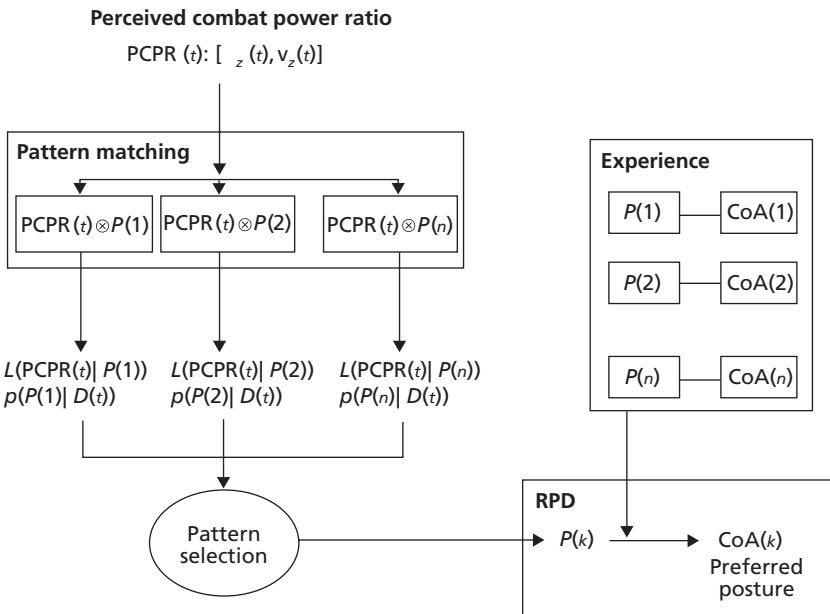 Perceived combat power ratio
PCPR (t): [ z (t), vz(t)]
Pattern matching
PCPR (t) ⊗ P(1)
PCPR (t) ⊗ P(2)
PCPR (t) ⊗ P(n)
L(PCPR(t)| P(1))
p(P(1)| D(t))
L(PCPR(t)| P(2))
p(P(2)| D(t))
L(PCPR(t)| P(n))
p(P(n)| D(t))
Pattern
selection
Experience
P(1)
CoA(1)
P(2)
CoA(2)
P(n)
CoA(n)
RPD
P(k)
CoA(k)
Preferred
posture